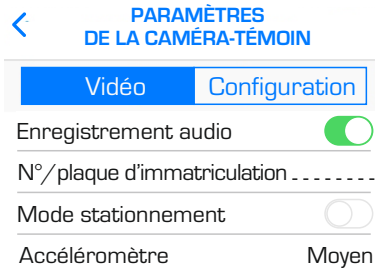 PARAMÈTRES
DE LA CAMÉRA-TÉMOIN
Vidéo Configuration
Enregistrement audio
N°/plaque d'immatriculation --------
Mode stationnement
Accéléromètre Moyen